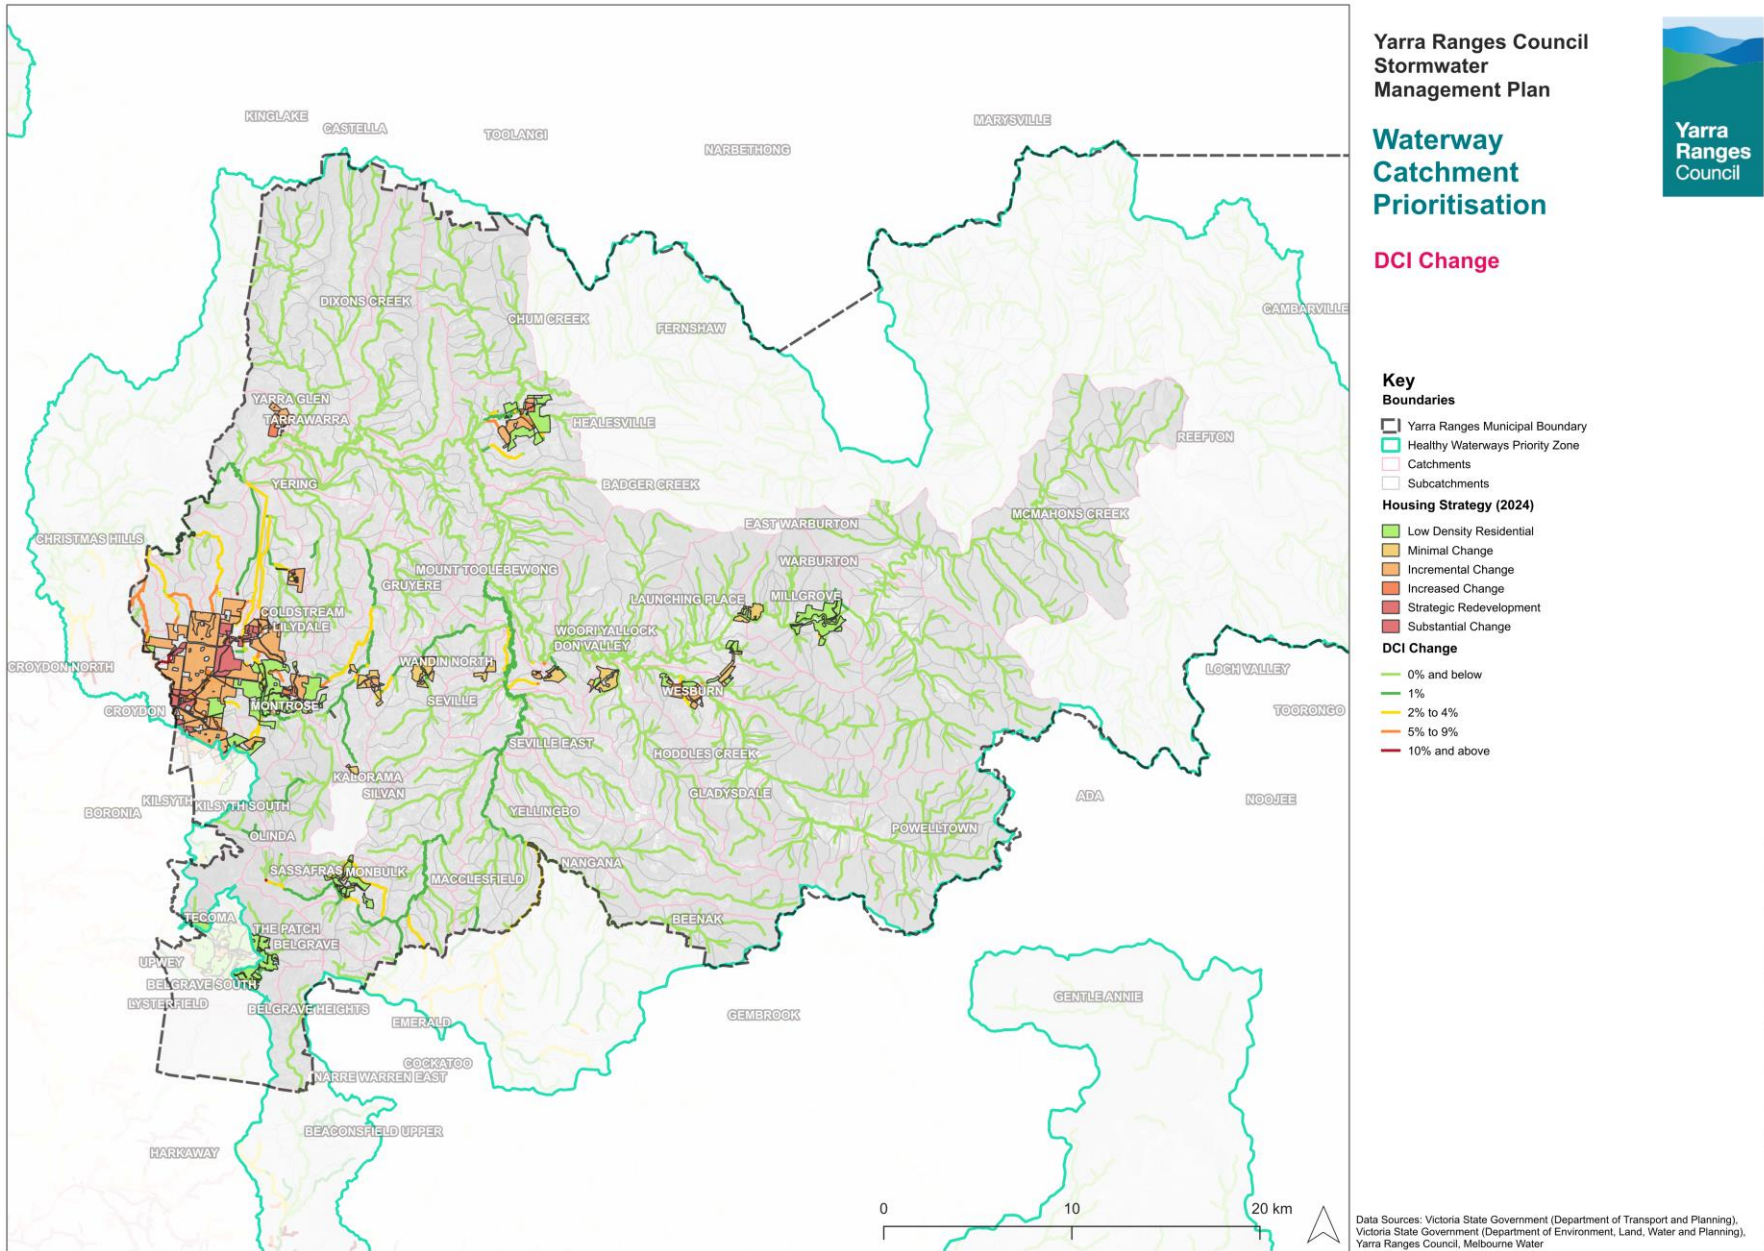 Yarra Ranges Council
Stormwater
Management Plan
Waterway
Catchment
Prioritisation
DCI Change
Yarra
Ranges
Council
KINGLAKE
CASTELLA
TOOLANGI
NARBETHONG
MARYSVILLE
DIXONS CREEK
CHUM CREEK
FERNSHAW
CAMBARVILLE
YARRA GLEN
TARRAWARRA
HEALESVILLE
REEFTON
YERING
BADGER CREEK
CHRISTMAS HILLS
EAST WARBURTON
MCMAHONS CREEK
MOUNT TOOLEBEWONG
WARBURTON
GRUYERE
LAUNCHING PLACE
MILLGROVE
COLDSTREAM
LILYDALE
WOORI YALLOCK
DON VALLEY
CROYDON NORTH
WANDIN NORTH
LOCH VALLEY
WESBURN
CROYDON
MONTROSE
SEVILLE
TOORONGO
SEVILLE EAST
HODDLES CREEK
KALORAMA
SILVAN
GLADYSDALE
ADA
NOOJEE
BORONIA
KILSYTH
KILSYTH SOUTH
YELLINGBO
OLINDA
POWELLTOWN
SASSAFRAS
MONBULK
MACCLESFIELD
NANGANA
TECOMA
THE PATCH
BEENAK
BELGRAVE
UPWEY
BELGRAVE SOUTH
LYSTERFIELD
BELGRAVE HEIGHTS
EMERALD
GEMBROOK
GENTLE ANNIE
COCKATOO
NARRE WARREN EAST
BEACONSFIELD UPPER
HARKAWAY
0 10 20 km
Key
Boundaries
Yarra Ranges Municipal Boundary
Healthy Waterways Priority Zone
Catchments
Subcatchments
Housing Strategy (2024)
Low Density Residential
Minimal Change
Incremental Change
Increased Change
Strategic Redevelopment
Substantial Change
DCI Change
0% and below
1%
2% to 4%
5% to 9%
10% and above
Data Sources: Victoria State Government (Department of Transport and Planning),
Victoria State Government (Department of Environment, Land, Water and Planning),
Yarra Ranges Council, Melbourne Water